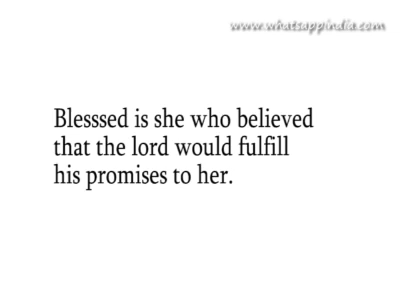 www.whatsappindia.com
Blesssed is she who believed
that the lord would fulfill
his promises to her.